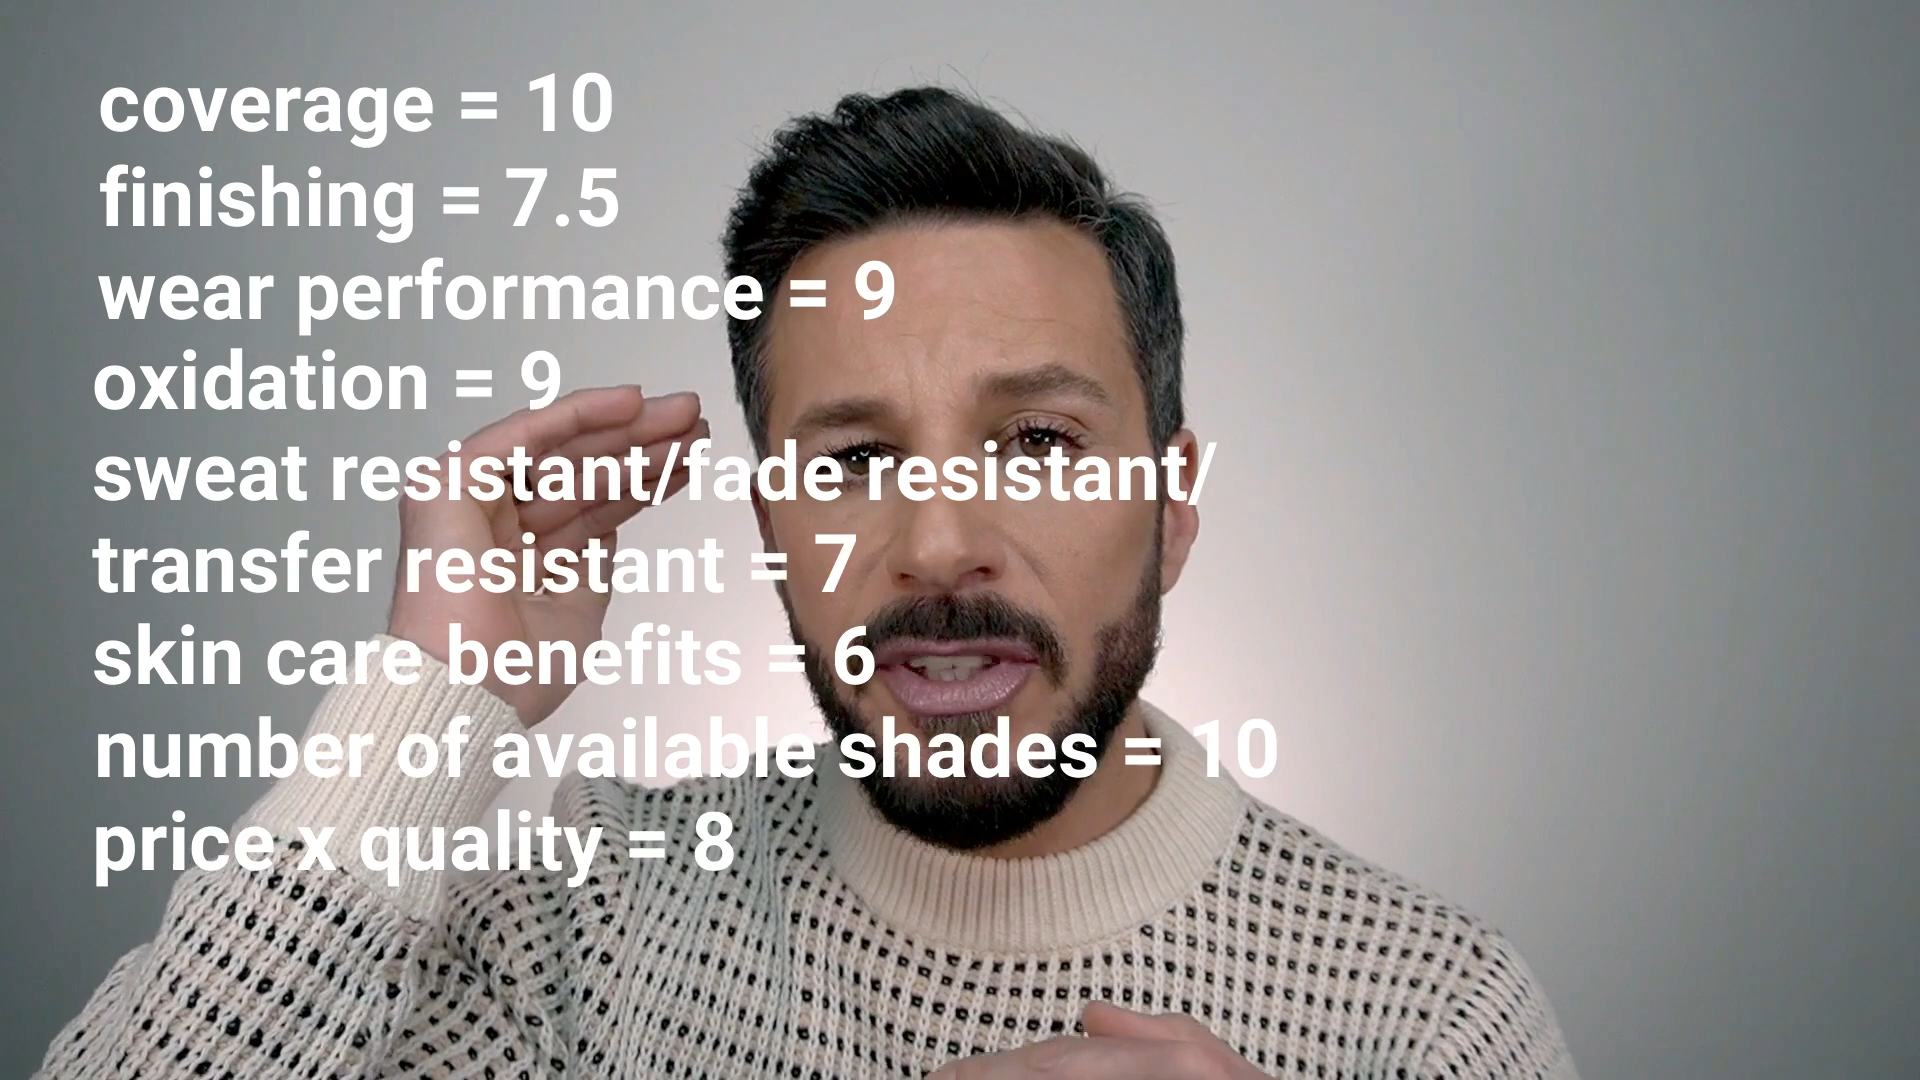 coverage = 10
finishing = 7.5
wear performance = 9
oxidation = 9
sweat resistant/fade resistant/
transfer resistant = 7
skin care benefits = 6
number of available shades = 10
price x quality = 8